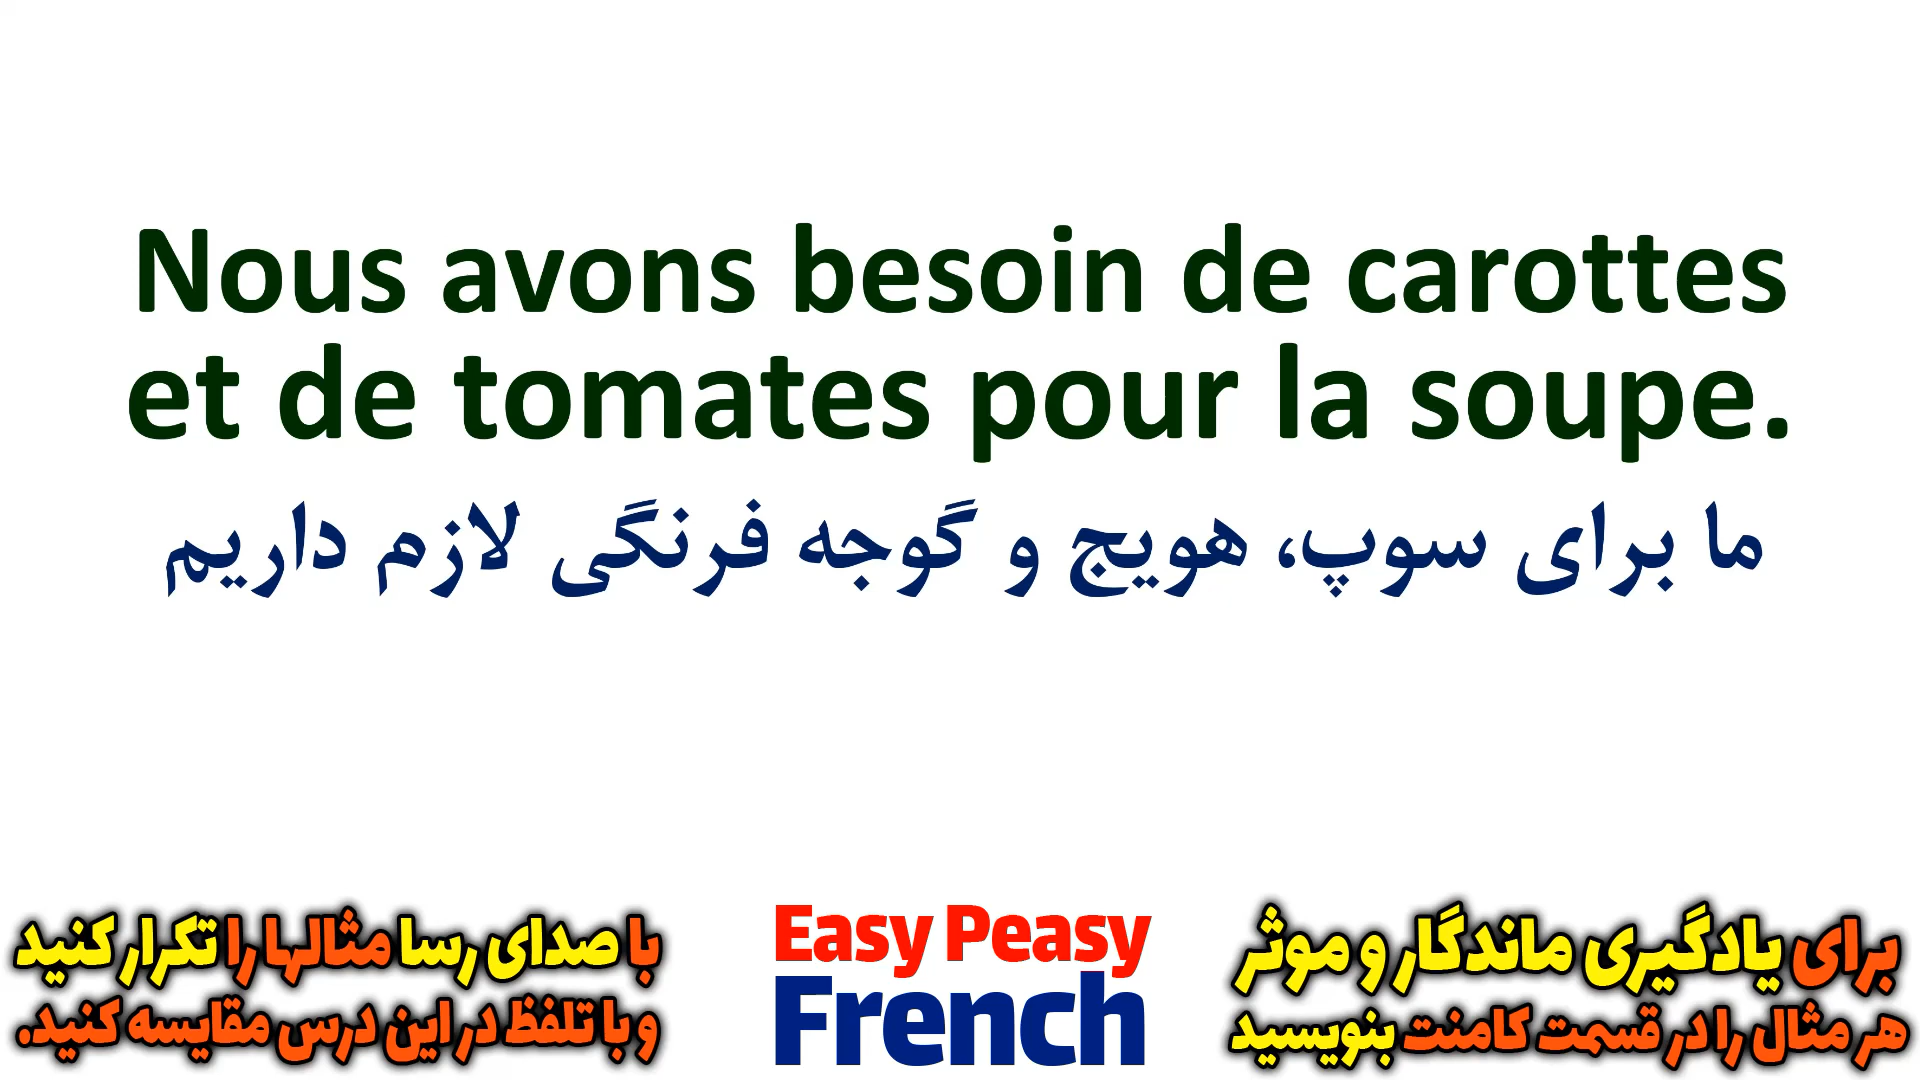 Nous avons besoin de carottes
et de tomates pour la soupe.
ما برای سوپ، هویج و گوجه فرنگی لازم داریم
برای یادگیری ماندگار و موثر
هر مثال را در قسمت کامنت بنویسید
Easy Peasy
French
با صدای رسا مثالها را تکرار کنید
و با تلفظ در این درس مقایسه کنید.